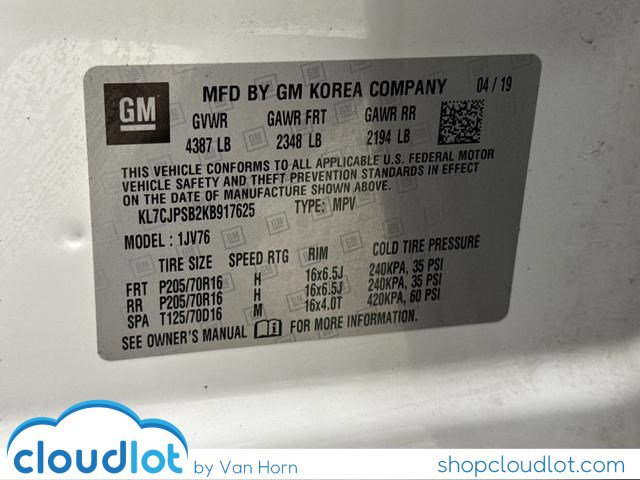 GM
MFD BY GM KOREA COMPANY 04 / 19
GVWR GAWR FRT GAWR RR
4387 LB 2348 LB 2194 LB
THIS VEHICLE CONFORMS TO ALL APPLICABLE U.S. FEDERAL MOTOR
VEHICLE SAFETY AND THEFT PREVENTION STANDARDS IN EFFECT
ON THE DATE OF MANUFACTURE SHOWN ABOVE.
KL7CJPSB2KB917625 TYPE: MPV
MODEL : 1JV76
TIRE SIZE SPEED RTG RIM COLD TIRE PRESSURE
FRT P205/70R16 H 16x6.5J 240KPA, 35 PSI
RR P205/70R16 H 16x6.5J 240KPA, 35 PSI
SPA T125/70D16 M 16x4.0T 420KPA, 60 PSI
SEE OWNER'S MANUAL FOR MORE INFORMATION.
cloudlot by Van Horn
shopcloudlot.com